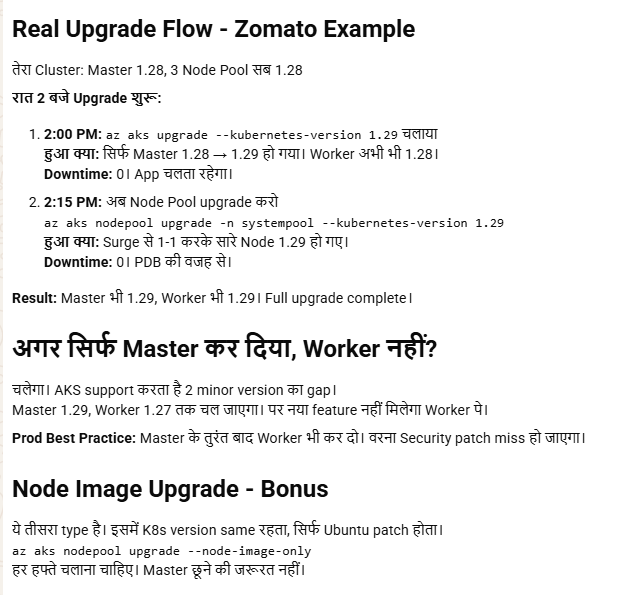 Real Upgrade Flow - Zomato Example
तेरा Cluster: Master 1.28, 3 Node Pool सब 1.28
रात 2 बजे Upgrade शुरू:
1. 2:00 PM: az aks upgrade --kubernetes-version 1.29 चलाया
हुआ क्या: सिर्फ Master 1.28 → 1.29 हो गया। Worker अभी भी 1.28।
Downtime: 0। App चलता रहेगा।
2. 2:15 PM: अब Node Pool upgrade करो
az aks nodepool upgrade -n systempool --kubernetes-version 1.29
हुआ क्या: Surge से 1-1 करके सारे Node 1.29 हो गए।
Downtime: 0। PDB की वजह से।
Result: Master भी 1.29, Worker भी 1.29। Full upgrade complete।
अगर सिर्फ Master कर दिया, Worker नहीं?
चलेगा। AKS support करता है 2 minor version का gap।
Master 1.29, Worker 1.27 तक चल जाएगा। पर नया feature नहीं मिलेगा Worker पे।
Prod Best Practice: Master के तुरंत बाद Worker भी कर दो। वरना Security patch miss हो जाएगा।
Node Image Upgrade - Bonus
ये तीसरा type है। इसमें K8s version same रहता, सिर्फ Ubuntu patch होता।
az aks nodepool upgrade --node-image-only
हर हफ्ते चलाना चाहिए। Master छूने की जरूरत नहीं।